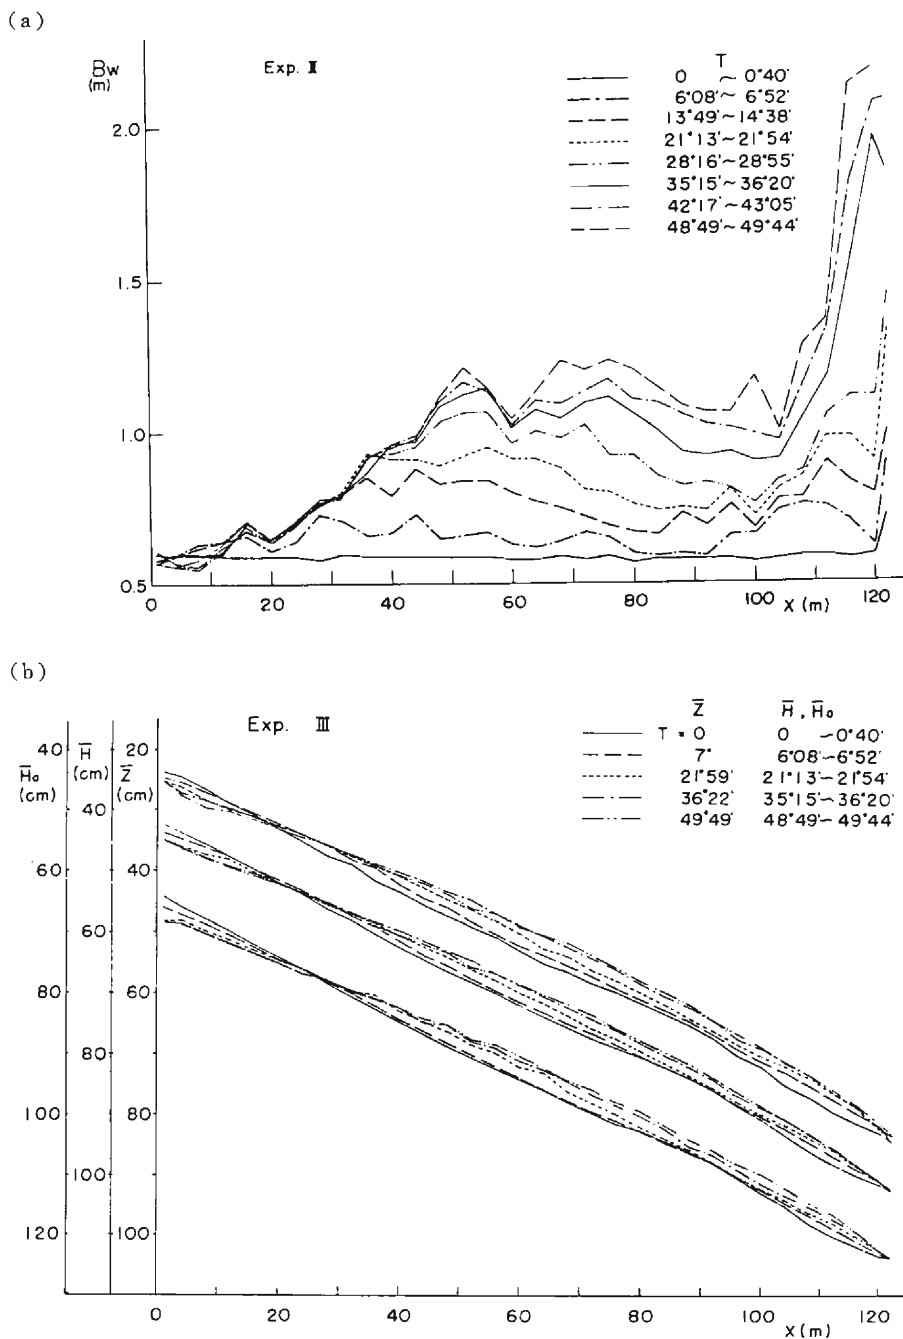 (a)
Bw
(m)
Exp. II
T
0 ~ 0°40'
6°08' ~ 6°52'
13°49' ~ 14°38'
21°13' ~ 21°54'
28°16' ~ 28°55'
35°15' ~ 36°20'
42°17' ~ 43°05'
48°49' ~ 49°44'
2.0
1.5
1.0
0.5
0 20 40 60 80 100 120
X (m)
(b)
Exp. III
Z̄ H̄, H̄o
T = 0 0 ~ 0°40'
7° 6°08' ~ 6°52'
21°59' 21°13' ~ 21°54'
36°22' 35°15' ~ 36°20'
49°49' 48°49' ~ 49°44'
H̄o
(cm)
40
60
80
100
120
H̄
(cm)
40
60
80
100
Z̄
(cm)
20
40
60
80
100
0 20 40 60 80 100 120
X (m)